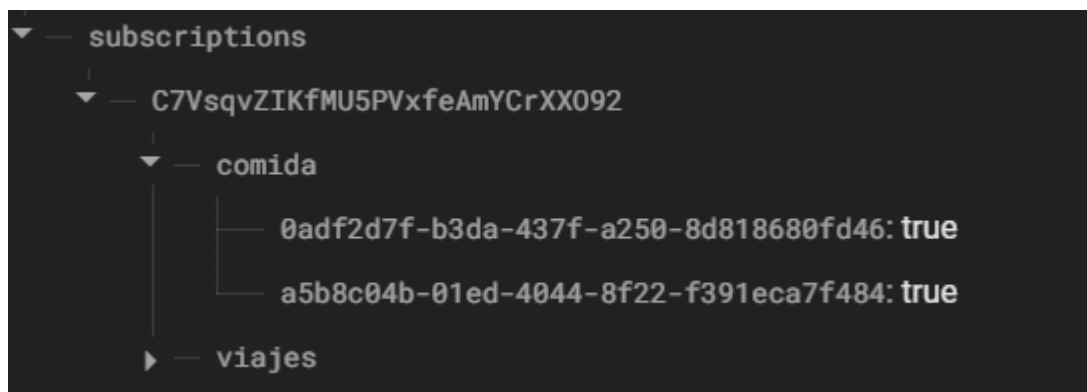 subscriptions
C7VsqvZIKfMU5PVxfeAmYCrXXO92
comida
0adf2d7f-b3da-437f-a250-8d818680fd46: true
a5b8c04b-01ed-4044-8f22-f391eca7f484: true
viajes